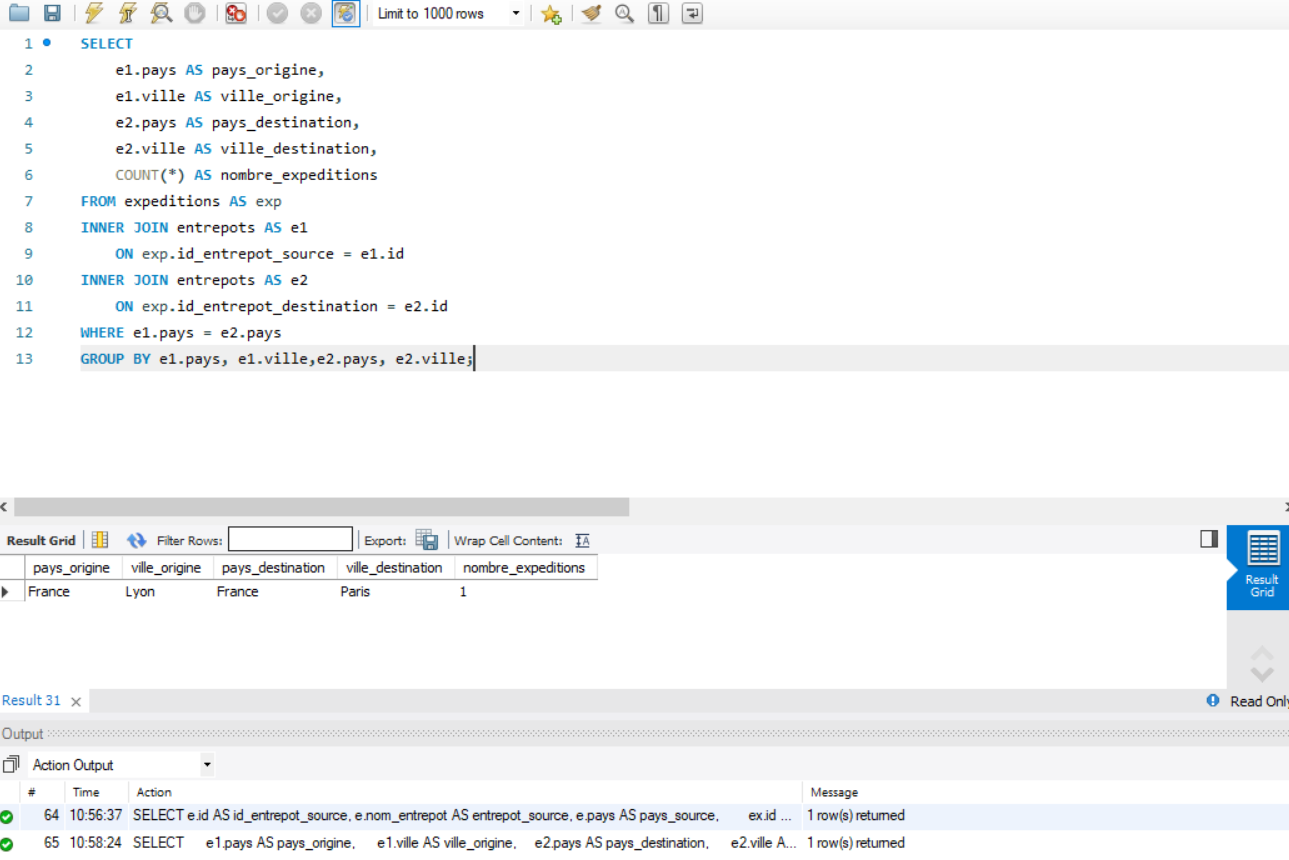 Limit to 1000 rows
1 SELECT
2 e1.pays AS pays_origine,
3 e1.ville AS ville_origine,
4 e2.pays AS pays_destination,
5 e2.ville AS ville_destination,
6 COUNT(*) AS nombre_expeditions
7 FROM expeditions AS exp
8 INNER JOIN entrepots AS e1
9 ON exp.id_entrepot_source = e1.id
10 INNER JOIN entrepots AS e2
11 ON exp.id_entrepot_destination = e2.id
12 WHERE e1.pays = e2.pays
13 GROUP BY e1.pays, e1.ville,e2.pays, e2.ville;
Result Grid Filter Rows: Export: Wrap Cell Content:
pays_origine ville_origine pays_destination ville_destination nombre_expeditions
France Lyon France Paris 1
Result
Grid
Result 31 Read Only
Output
Action Output
# Time Action Message
64 10:56:37 SELECT e.id AS id_entrepot_source, e.nom_entrepot AS entrepot_source, e.pays AS pays_source, ex.id ... 1 row(s) returned
65 10:58:24 SELECT e1.pays AS pays_origine, e1.ville AS ville_origine, e2.pays AS pays_destination, e2.ville A... 1 row(s) returned